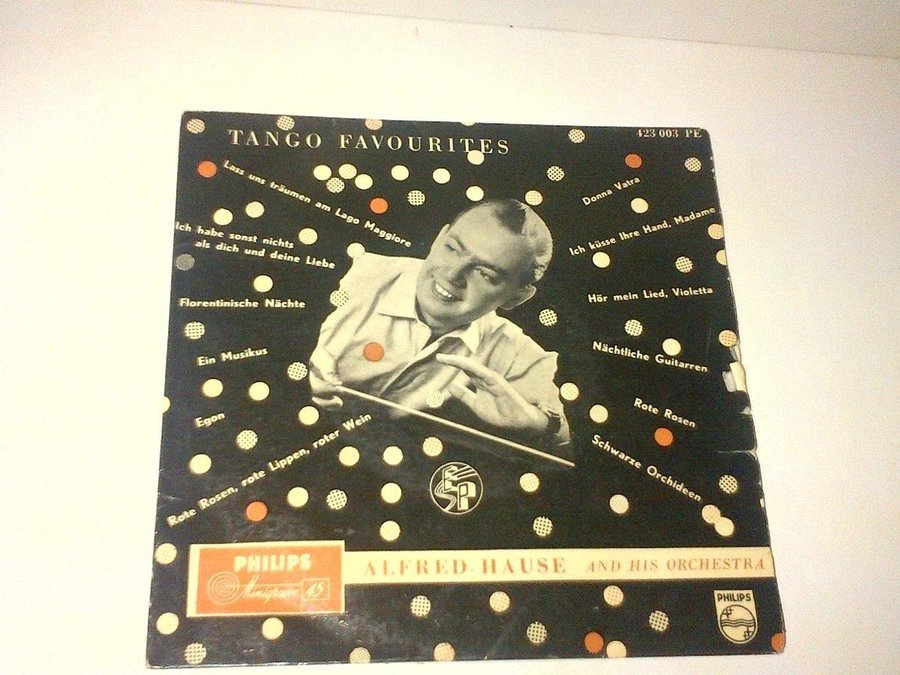 TANGO FAVOURITES
423 003 PE
Lass uns träumen am Lago Maggiore
Ich habe sonst nichts
als dich und deine Liebe
Florentinische Nächte
Ein Musikus
Egon
Rote Rosen, rote Lippen, roter Wein
Donna Vatra
Ich küsse Ihre Hand, Madame
Hör mein Lied, Violetta
Nächtliche Guitarren
Rote Rosen
Schwarze Orchideen
EP
PHILIPS
Minigroove 45
ALFRED HAUSE AND HIS ORCHESTRA
PHILIPS